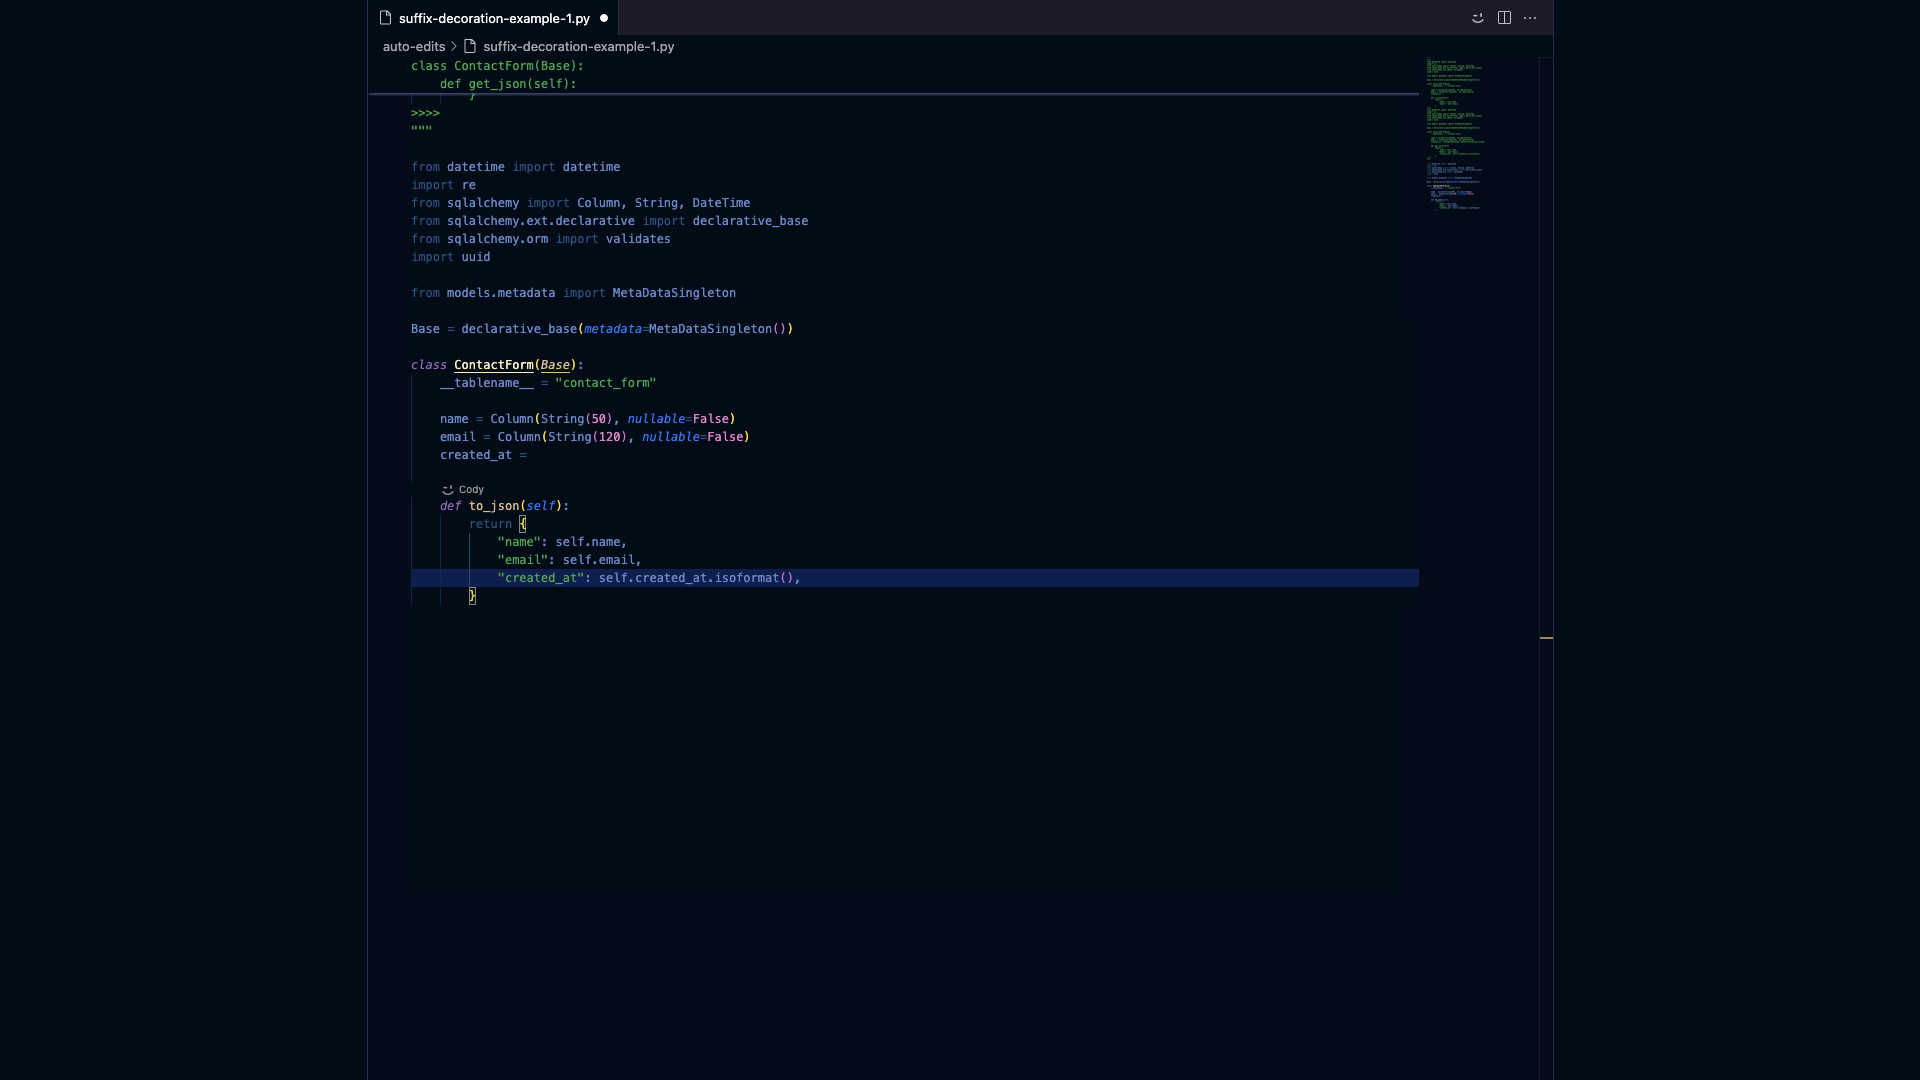 suffix-decoration-example-1.py
auto-edits > suffix-decoration-example-1.py
class ContactForm(Base):
    def get_json(self):
        }
>>>>
"""
from datetime import datetime
import re
from sqlalchemy import Column, String, DateTime
from sqlalchemy.ext.declarative import declarative_base
from sqlalchemy.orm import validates
import uuid
from models.metadata import MetaDataSingleton
Base = declarative_base(metadata=MetaDataSingleton())
class ContactForm(Base):
    __tablename__ = "contact_form"
    name = Column(String(50), nullable=False)
    email = Column(String(120), nullable=False)
    created_at =
    Cody
    def to_json(self):
        return {
            "name": self.name,
            "email": self.email,
            "created_at": self.created_at.isoformat(),
        }